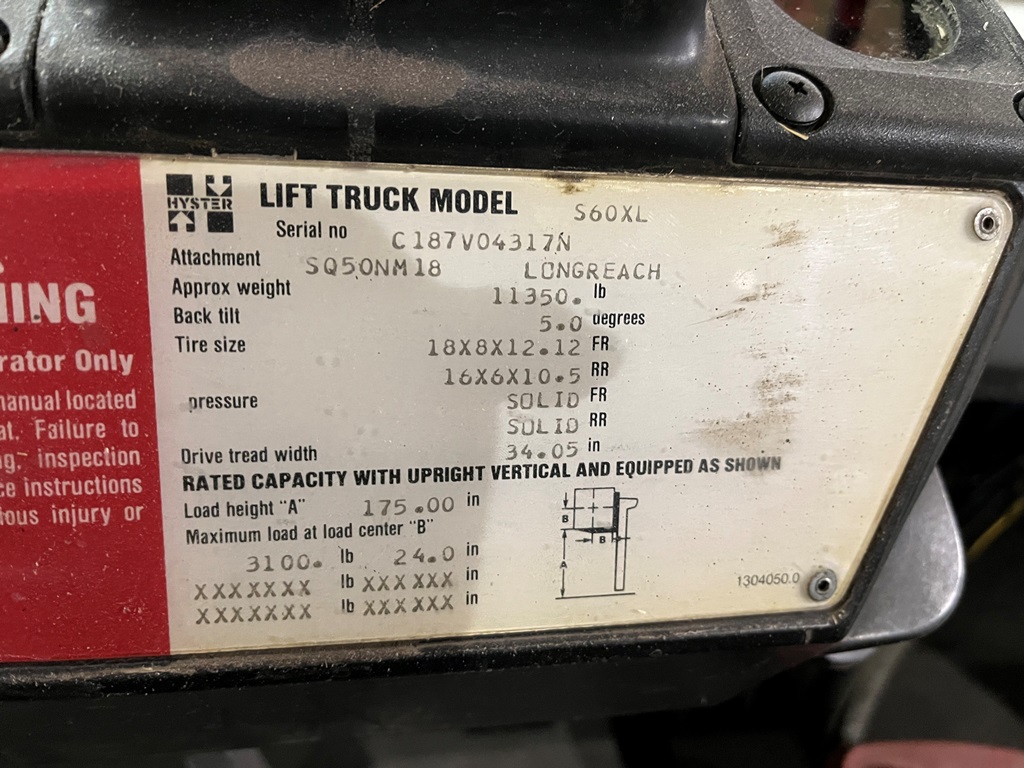 HYSTER
LIFT TRUCK MODEL S60XL
Serial no C187V04317N
Attachment SQ50NM18 LONGREACH
Approx weight 11350. lb
Back tilt 5.0 degrees
Tire size 18X8X12.12 FR
16X6X10.5 RR
pressure SOLID FR
SOLID RR
Drive tread width 34.05 in
RATED CAPACITY WITH UPRIGHT VERTICAL AND EQUIPPED AS SHOWN
Load height "A" 175.00 in
Maximum load at load center "B"
3100. lb 24.0 in
XXXXXXX lb XXXXXX in
XXXXXXX lb XXXXXX in
B
B
A
1304050.0
NING
rator Only
manual located
at. Failure to
ng, inspection
ce instructions
ious injury or